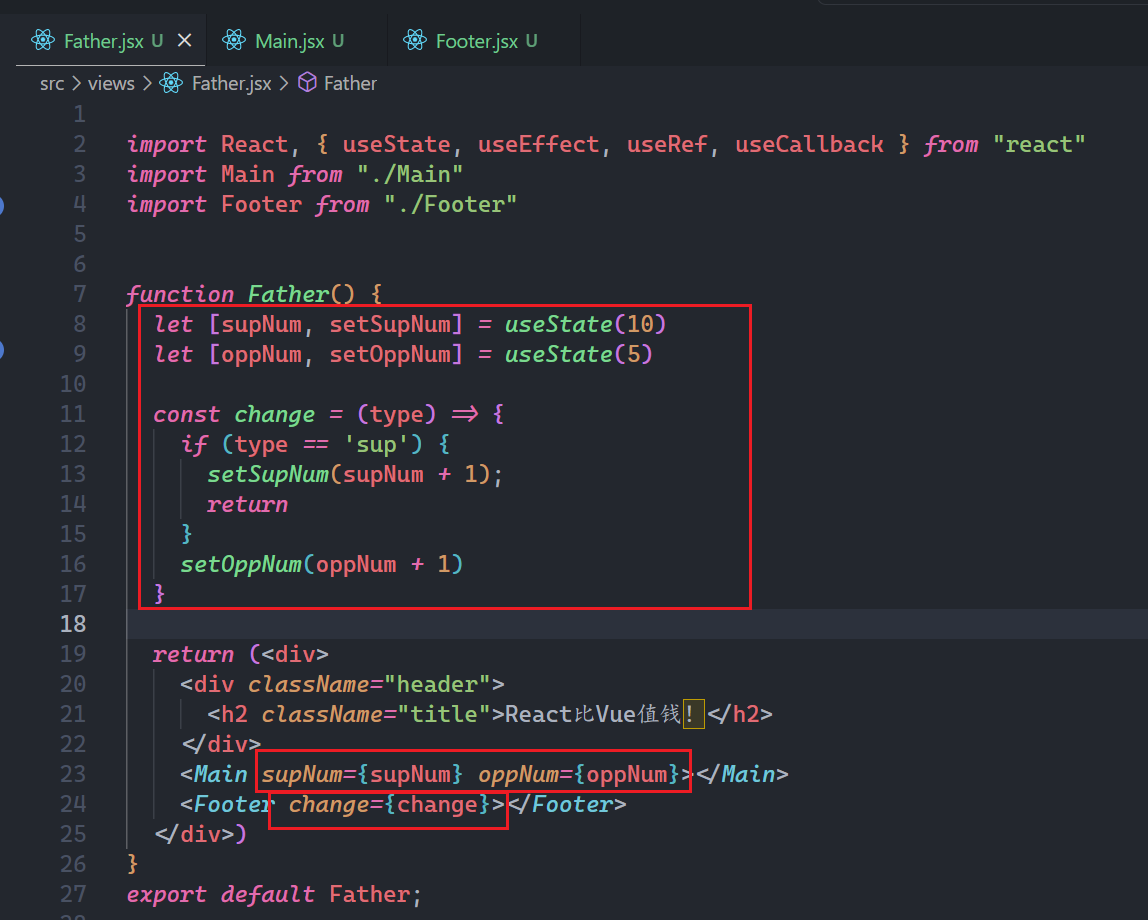 Father.jsx U ×
Main.jsx U
Footer.jsx U
src > views > Father.jsx > Father
1
2 import React, { useState, useEffect, useRef, useCallback } from "react"
3 import Main from "./Main"
4 import Footer from "./Footer"
5
6
7 function Father() {
8 let [supNum, setSupNum] = useState(10)
9 let [oppNum, setOppNum] = useState(5)
10
11 const change = (type) => {
12 if (type == 'sup') {
13 setSupNum(supNum + 1);
14 return
15 }
16 setOppNum(oppNum + 1)
17 }
18
19 return (<div>
20 <div className="header">
21 <h2 className="title">React比Vue值钱！</h2>
22 </div>
23 <Main supNum={supNum} oppNum={oppNum}></Main>
24 <Footer change={change}></Footer>
25 </div>)
26 }
27 export default Father;